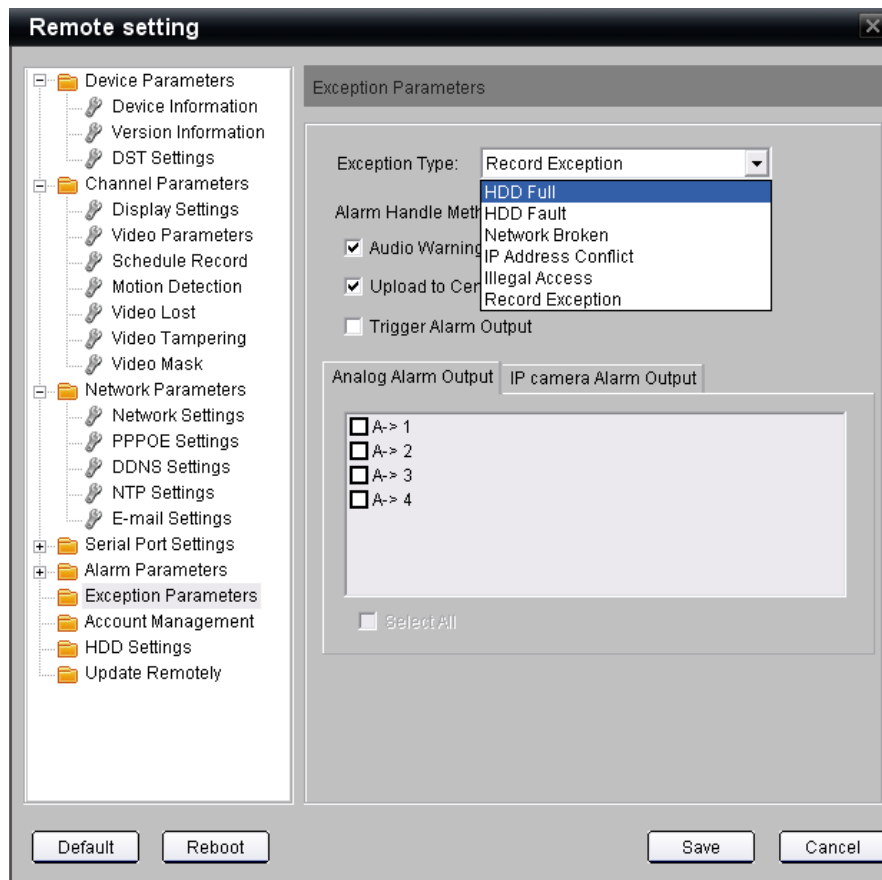 Remote setting
Device Parameters
Device Information
Version Information
DST Settings
Channel Parameters
Display Settings
Video Parameters
Schedule Record
Motion Detection
Video Lost
Video Tampering
Video Mask
Network Parameters
Network Settings
PPPOE Settings
DDNS Settings
NTP Settings
E-mail Settings
Serial Port Settings
Alarm Parameters
Exception Parameters
Account Management
HDD Settings
Update Remotely
Exception Parameters
Exception Type: Record Exception
HDD Full
HDD Fault
Network Broken
IP Address Conflict
Illegal Access
Record Exception
Alarm Handle
Audio Warning
Upload to
Trigger Alarm Output
Analog Alarm Output IP camera Alarm Output
A-> 1
A-> 2
A-> 3
A-> 4
Select All
Default Reboot Save Cancel